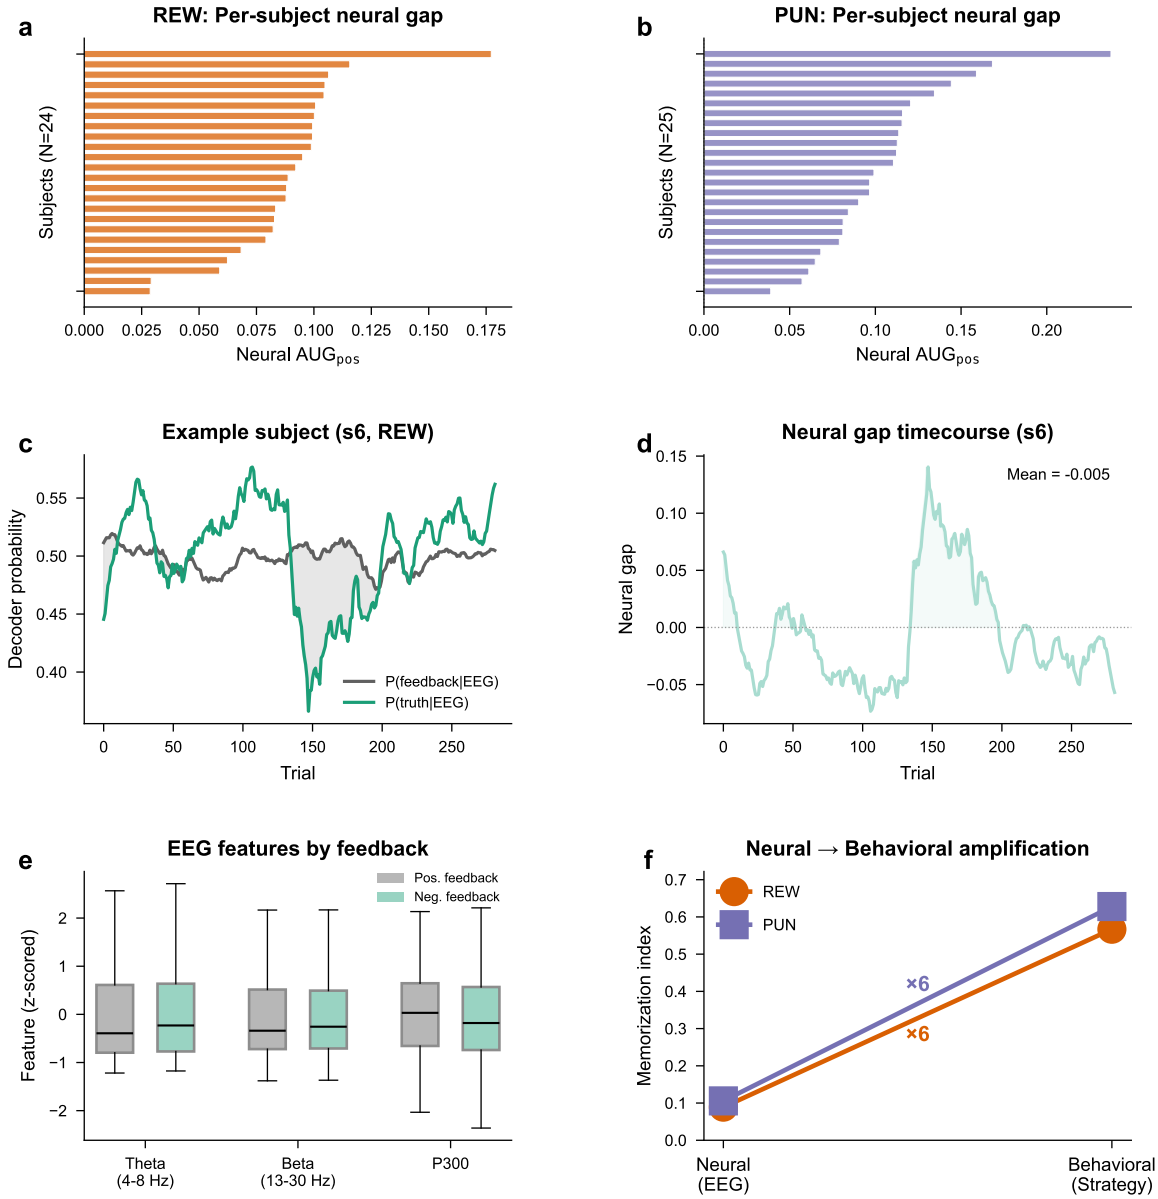 a
REW: Per-subject neural gap
Subjects (N=24)
0.000 0.025 0.050 0.075 0.100 0.125 0.150 0.175
Neural AUGpos
b
PUN: Per-subject neural gap
Subjects (N=25)
0.00 0.05 0.10 0.15 0.20
Neural AUGpos
c
Example subject (s6, REW)
Decoder probability
0.55
0.50
0.45
0.40
P(feedback|EEG)
P(truth|EEG)
0 50 100 150 200 250
Trial
d
Neural gap timecourse (s6)
Mean = -0.005
Neural gap
0.15
0.10
0.05
0.00
−0.05
0 50 100 150 200 250
Trial
e
EEG features by feedback
Pos. feedback
Neg. feedback
Feature (z-scored)
2
1
0
−1
−2
Theta
(4-8 Hz)
Beta
(13-30 Hz)
P300
f
Neural → Behavioral amplification
REW
PUN
Memorization index
0.7
0.6
0.5
0.4
0.3
0.2
0.1
0.0
×6
×6
Neural
(EEG)
Behavioral
(Strategy)